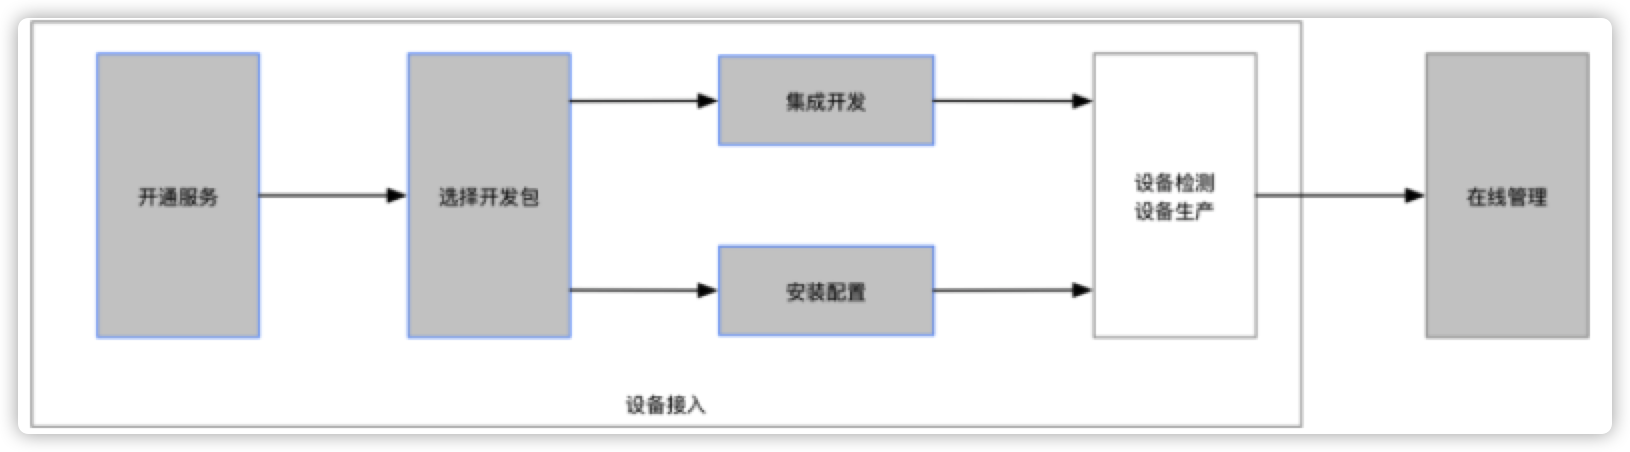 开通服务
选择开发包
集成开发
安装配置
设备检测
设备生产
在线管理
设备接入